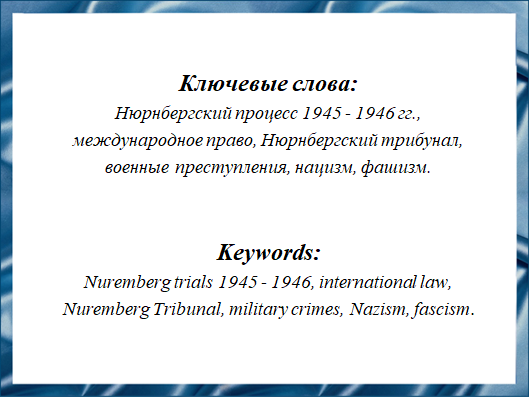 Ключевые слова:
Нюрнбергский процесс 1945 - 1946 гг.,
международное право, Нюрнбергский трибунал,
военные преступления, нацизм, фашизм.
Keywords:
Nuremberg trials 1945 - 1946, international law,
Nuremberg Tribunal, military crimes, Nazism, fascism.